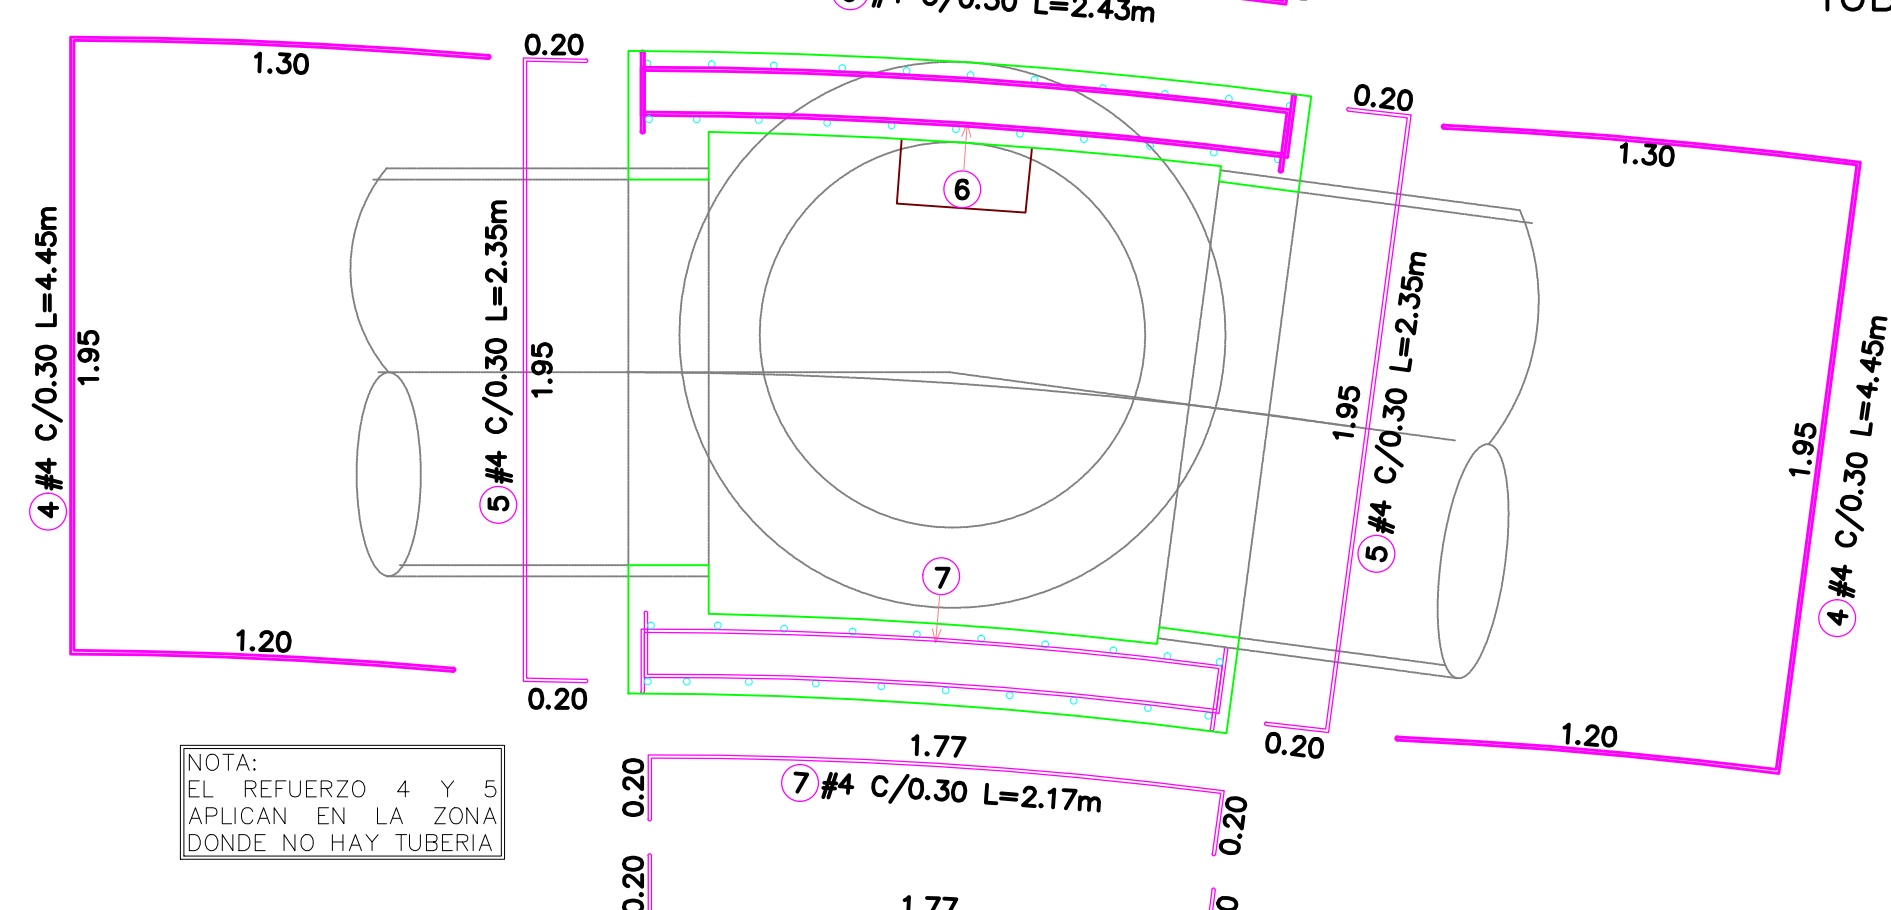 #4 C/0.30 L=2.43m
1.30
0.20
0.20
1.30
6
4 #4 C/0.30 L=4.45m
1.95
5 #4 C/0.30 L=2.35m
1.95
1.95
5 #4 C/0.30 L=2.35m
1.95
4 #4 C/0.30 L=4.45m
7
1.20
0.20
0.20
1.20
NOTA:
EL REFUERZO 4 Y 5
APLICAN EN LA ZONA
DONDE NO HAY TUBERIA
1.77
0.20
7 #4 C/0.30 L=2.17m
0.20
0.20
1.77